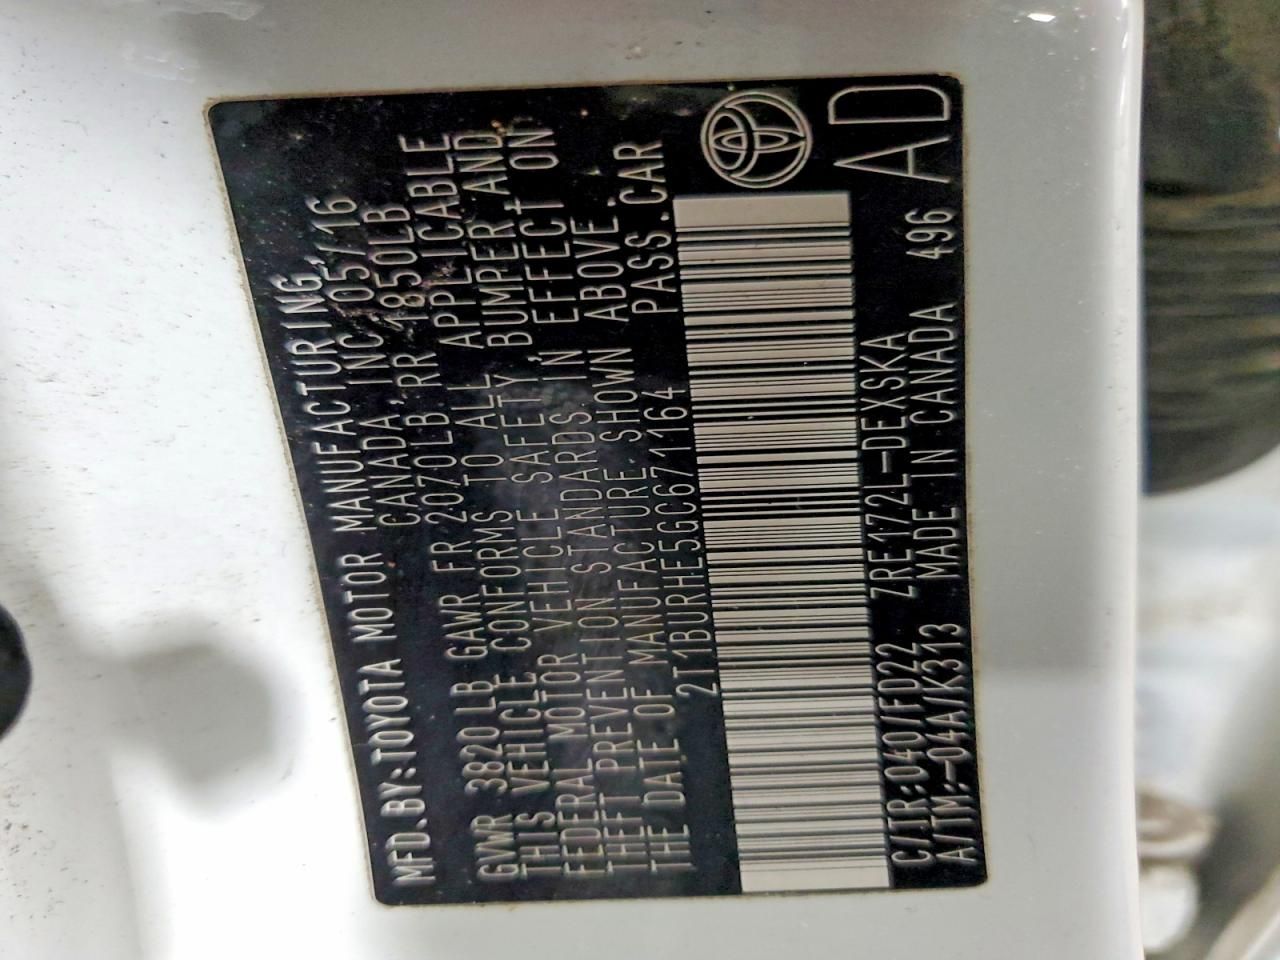 MFD.BY:TOYOTA MOTOR MANUFACTURING,
CANADA, INC. 05/16
GVWR 3820LB GAWR FR 2070LB RR 1850LB
THIS VEHICLE CONFORMS TO ALL APPLICABLE
FEDERAL MOTOR VEHICLE SAFETY, BUMPER,AND
THEFT PREVENTION STANDARDS IN EFFECT ON
THE DATE OF MANUFACTURE SHOWN ABOVE.
2T1BURHE5GC671164 PASS.CAR
C/TR:040/FD22 ZRE172L-DEXSKA
A/TM:-04A/K313 MADE IN CANADA 496 AD